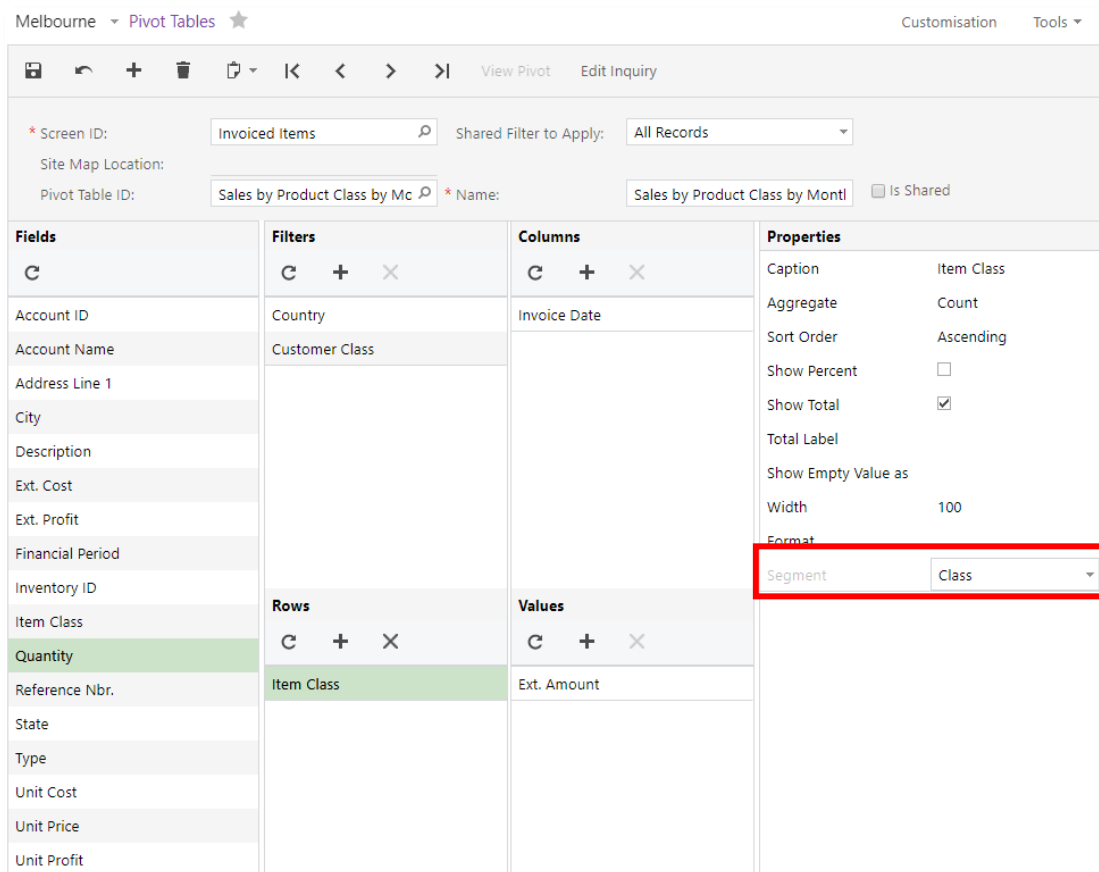 Melbourne Pivot Tables Customisation Tools
View Pivot Edit Inquiry
* Screen ID: Invoiced Items Shared Filter to Apply: All Records
Site Map Location:
Pivot Table ID: Sales by Product Class by Mc * Name: Sales by Product Class by Montl Is Shared
Fields
Account ID
Account Name
Address Line 1
City
Description
Ext. Cost
Ext. Profit
Financial Period
Inventory ID
Item Class
Quantity
Reference Nbr.
State
Type
Unit Cost
Unit Price
Unit Profit
Filters
Country
Customer Class
Rows
Item Class
Columns
Invoice Date
Values
Ext. Amount
Properties
Caption Item Class
Aggregate Count
Sort Order Ascending
Show Percent
Show Total
Total Label
Show Empty Value as
Width 100
Format
Segment Class